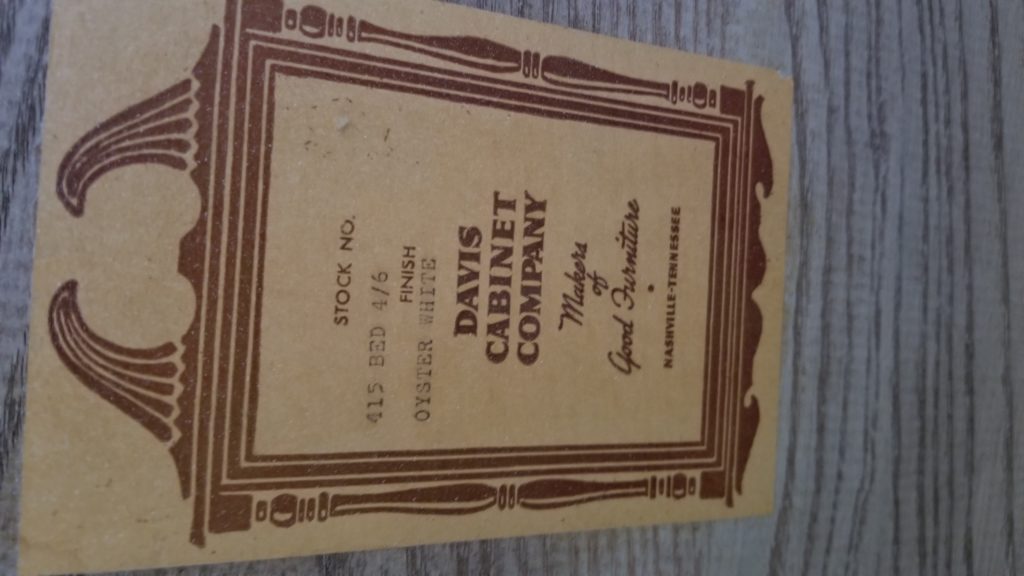 STOCK NO.
415 BED 4/6
FINISH
OYSTER WHITE
DAVIS
CABINET
COMPANY
Makers
of
Good Furniture
•
NASHVILLE-TENNESSEE